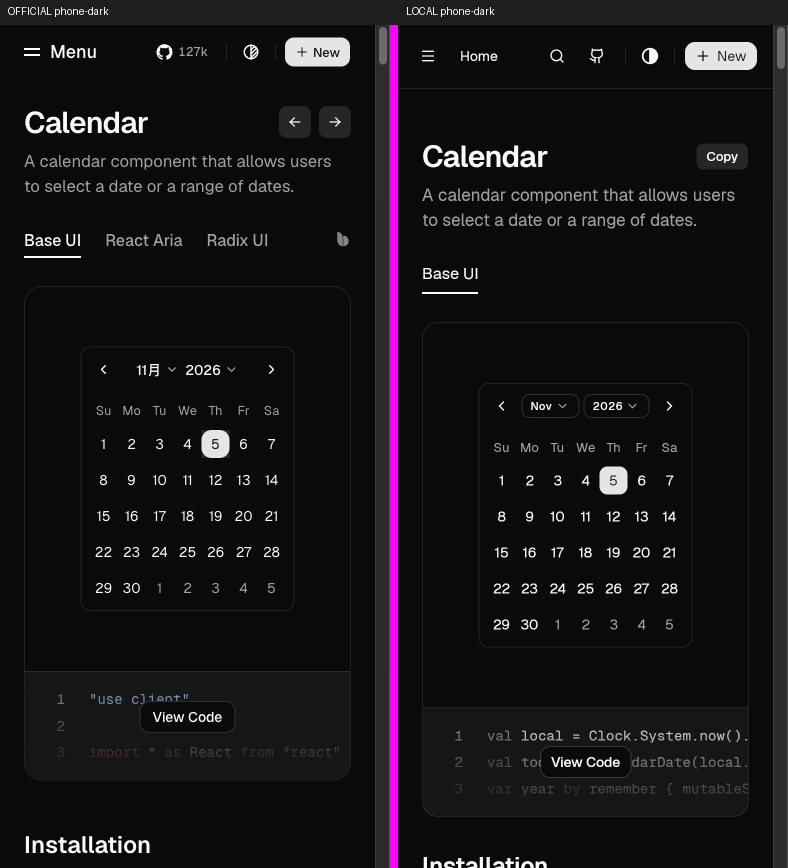 OFFICIAL phone-dark
Menu
127k
New
Calendar
A calendar component that allows users
to select a date or a range of dates.
Base UI React Aria Radix UI
11月 2026
Su Mo Tu We Th Fr Sa
1 2 3 4 5 6 7
8 9 10 11 12 13 14
15 16 17 18 19 20 21
22 23 24 25 26 27 28
29 30 1 2 3 4 5
1 "use client"
2
View Code
3 import * as React from "react"
Installation
LOCAL phone-dark
Home
New
Calendar
Copy
A calendar component that allows users
to select a date or a range of dates.
Base UI
Nov 2026
Su Mo Tu We Th Fr Sa
1 2 3 4 5 6 7
8 9 10 11 12 13 14
15 16 17 18 19 20 21
22 23 24 25 26 27 28
29 30 1 2 3 4 5
1 val local = Clock.System.now().
2 val darDate(local.
View Code
3 var year by remember { mutableS
Installation